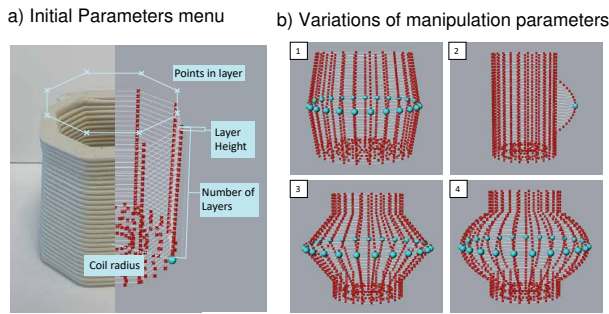 a) Initial Parameters menu
b) Variations of manipulation parameters
Points in layer
Layer
Height
Number of
Layers
Coil radius
1
2
3
4